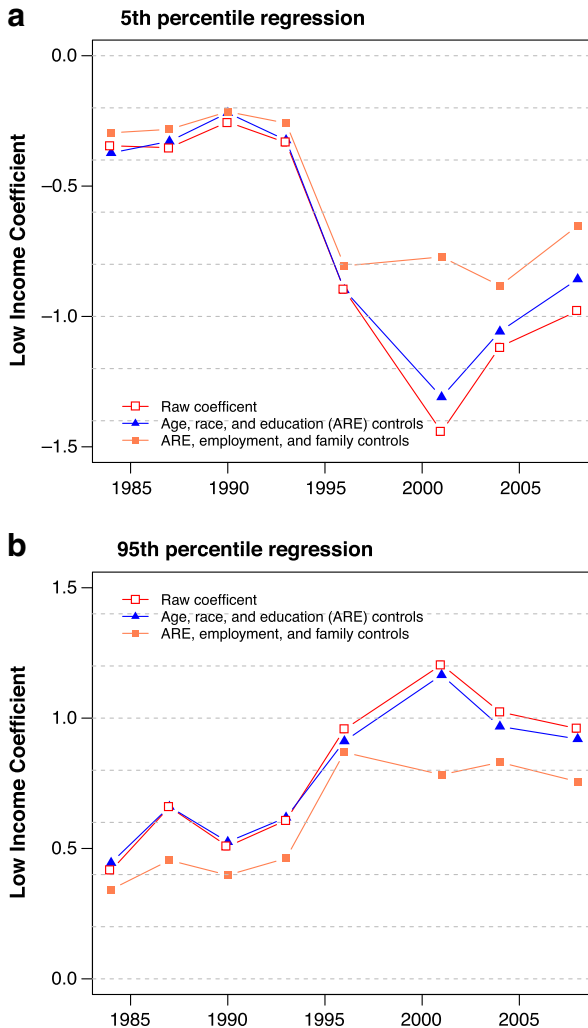 a
5th percentile regression
Low Income Coefficient
0.0
−0.5
−1.0
−1.5
Raw coefficent
Age, race, and education (ARE) controls
ARE, employment, and family controls
1985 1990 1995 2000 2005
b
95th percentile regression
Low Income Coefficient
1.5
1.0
0.5
0.0
Raw coefficent
Age, race, and education (ARE) controls
ARE, employment, and family controls
1985 1990 1995 2000 2005